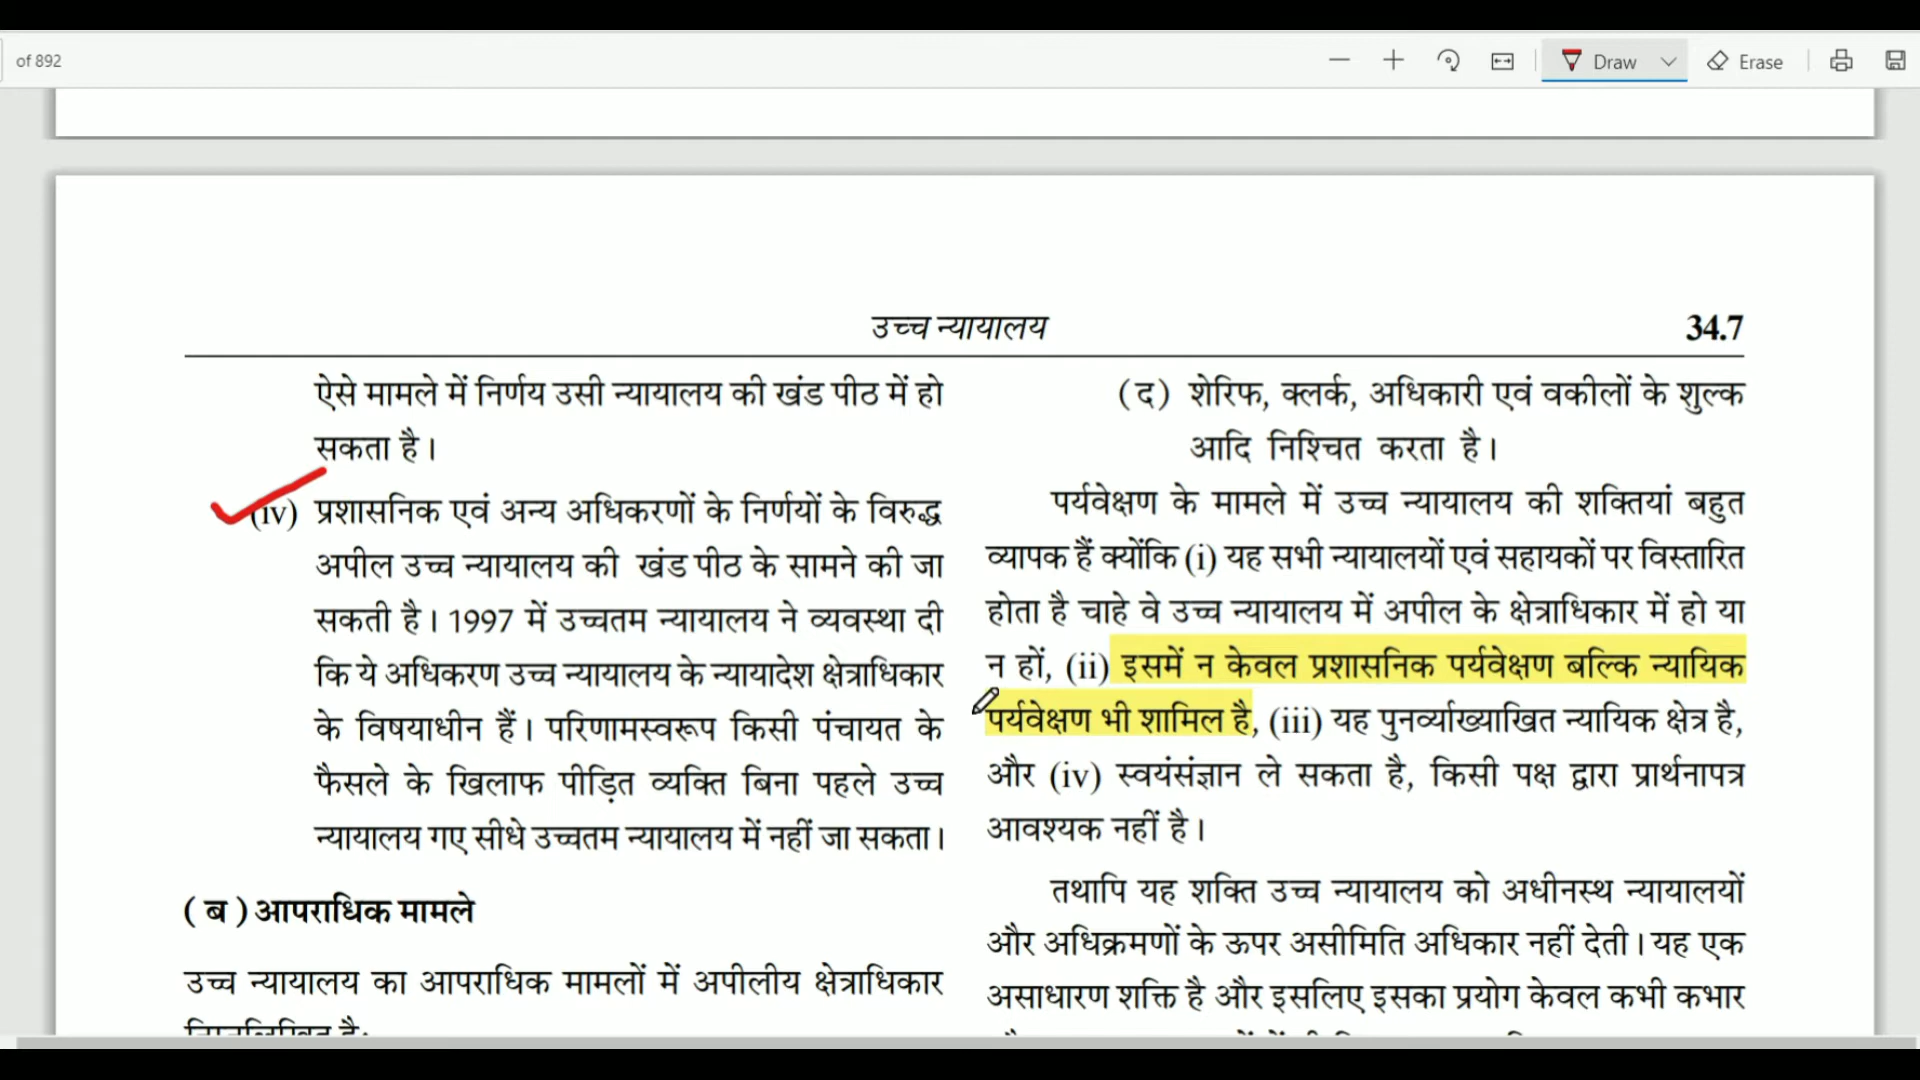 of 892
Draw
Erase
उच्च न्यायालय
34.7
ऐसे मामले में निर्णय उसी न्यायालय की खंड पीठ में हो
सकता है।
(iv) प्रशासनिक एवं अन्य अधिकरणों के निर्णयों के विरुद्ध
अपील उच्च न्यायालय की खंड पीठ के सामने की जा
सकती है। 1997 में उच्चतम न्यायालय ने व्यवस्था दी
कि ये अधिकरण उच्च न्यायालय के न्यायादेश क्षेत्राधिकार
के विषयाधीन हैं। परिणामस्वरूप किसी पंचायत के
फैसले के खिलाफ पीड़ित व्यक्ति बिना पहले उच्च
न्यायालय गए सीधे उच्चतम न्यायालय में नहीं जा सकता।
( ब ) आपराधिक मामले
उच्च न्यायालय का आपराधिक मामलों में अपीलीय क्षेत्राधिकार
निम्नलिखित है:
( द ) शेरिफ, क्लर्क, अधिकारी एवं वकीलों के शुल्क
आदि निश्चित करता है।
पर्यवेक्षण के मामले में उच्च न्यायालय की शक्तियां बहुत
व्यापक हैं क्योंकि (i) यह सभी न्यायालयों एवं सहायकों पर विस्तारित
होता है चाहे वे उच्च न्यायालय में अपील के क्षेत्राधिकार में हो या
न हों, (ii) इसमें न केवल प्रशासनिक पर्यवेक्षण बल्कि न्यायिक
पर्यवेक्षण भी शामिल है, (iii) यह पुनर्व्याख्याखित न्यायिक क्षेत्र है,
और (iv) स्वयंसंज्ञान ले सकता है, किसी पक्ष द्वारा प्रार्थनापत्र
आवश्यक नहीं है।
तथापि यह शक्ति उच्च न्यायालय को अधीनस्थ न्यायालयों
और अधिक्रमणों के ऊपर असीमिति अधिकार नहीं देती। यह एक
असाधारण शक्ति है और इसलिए इसका प्रयोग केवल कभी कभार